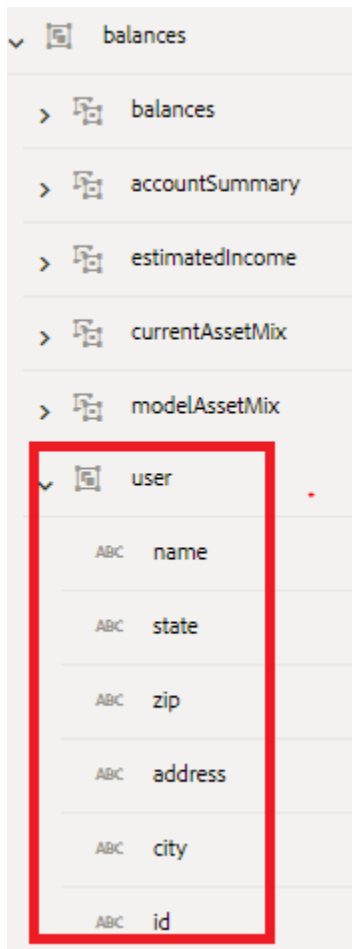 balances
balances
accountSummary
estimatedIncome
currentAssetMix
modelAssetMix
user
ABC name
ABC state
ABC zip
ABC address
ABC city
ABC id